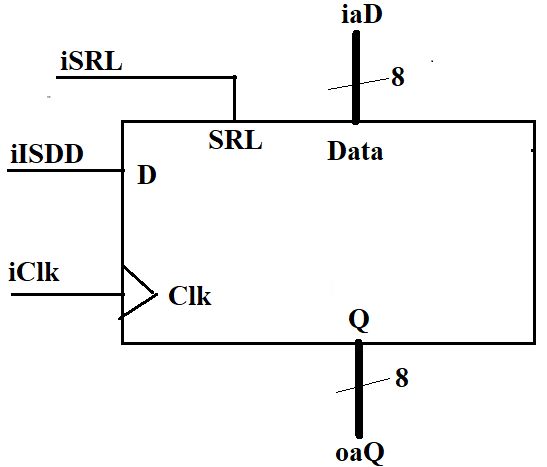 iaD
iSRL
8
SRL
Data
iISDD
D
iClk
Clk
Q
8
oaQ